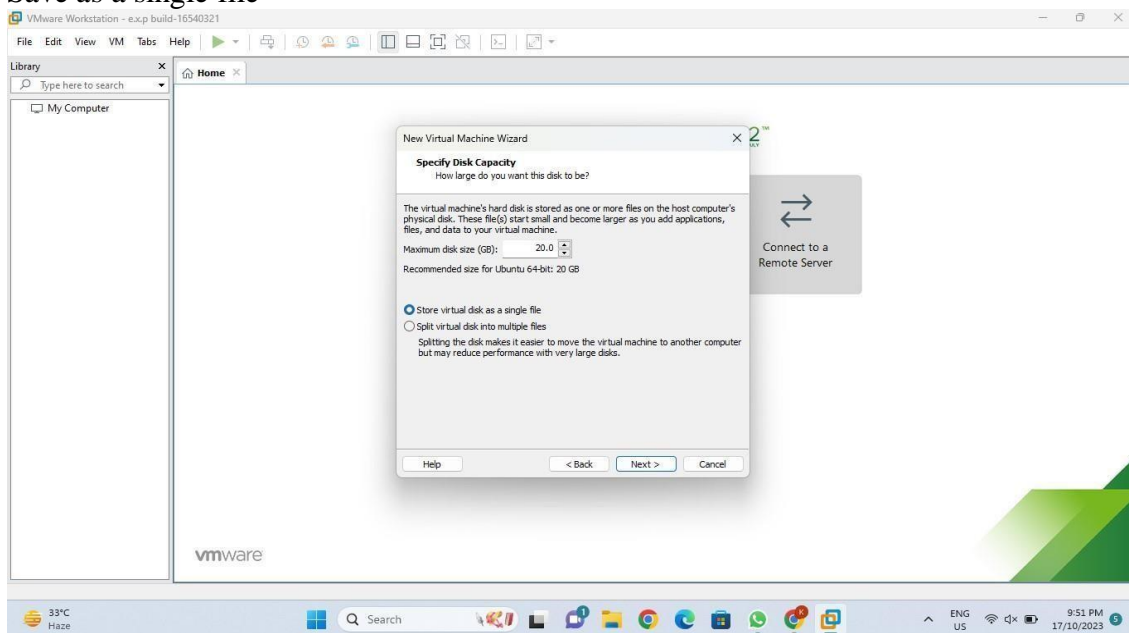 Save as a single file
VMware Workstation - e.x.p build-16540321
File Edit View VM Tabs Help
Library
Type here to search
My Computer
Home
New Virtual Machine Wizard
Specify Disk Capacity
How large do you want this disk to be?
The virtual machine's hard disk is stored as one or more files on the host computer's
physical disk. These file(s) start small and become larger as you add applications,
files, and data to your virtual machine.
Maximum disk size (GB): 20.0
Recommended size for Ubuntu 64-bit: 20 GB
Store virtual disk as a single file
Split virtual disk into multiple files
Splitting the disk makes it easier to move the virtual machine to another computer
but may reduce performance with very large disks.
Help < Back Next > Cancel
2™
Connect to a
Remote Server
vmware
33°C
Haze
Search
ENG
US
9:51 PM
17/10/2023
5